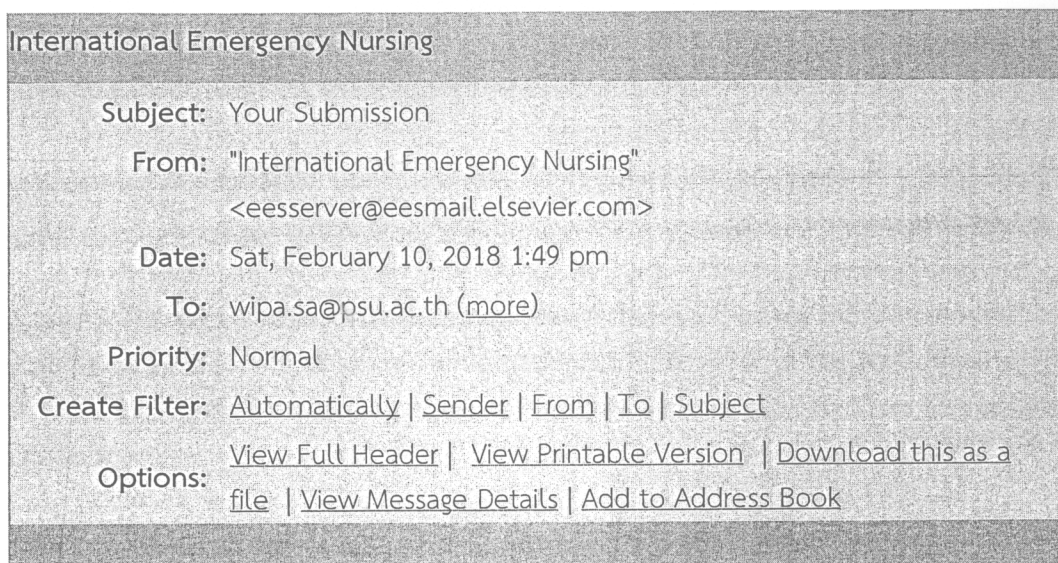 International Emergency Nursing
Subject: Your Submission
From: "International Emergency Nursing"
<eesserver@eesmail.elsevier.com>
Date: Sat, February 10, 2018 1:49 pm
To: wipa.sa@psu.ac.th (more)
Priority: Normal
Create Filter: Automatically | Sender | From | To | Subject
Options: View Full Header | View Printable Version | Download this as a
file | View Message Details | Add to Address Book